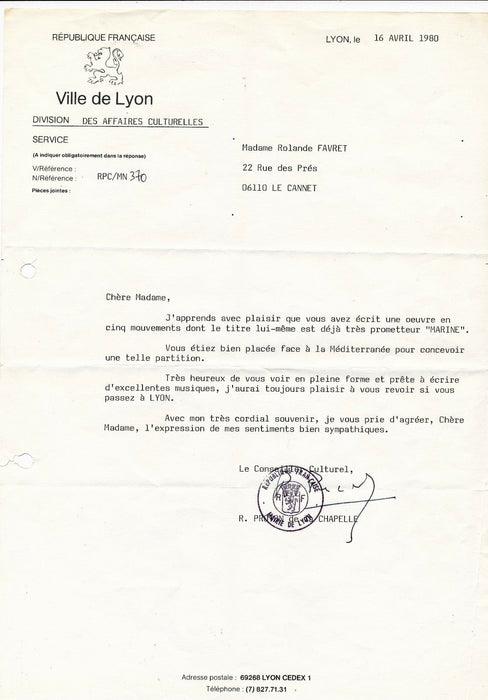 RÉPUBLIQUE FRANÇAISE
LYON, le 16 AVRIL 1980
Ville de Lyon
DIVISION DES AFFAIRES CULTURELLES
SERVICE
(A indiquer obligatoirement dans la réponse)
V/Référence :
N/Référence : RPC/MN 370
Pièces jointes :
Madame Rolande FAVRET
22 Rue des Prés
06110 LE CANNET
Chère Madame,
J'apprends avec plaisir que vous avez écrit une oeuvre en
cinq mouvements dont le titre lui-même est déjà très prometteur "MARINE".
Vous étiez bien placée face à la Méditerranée pour concevoir
une telle partition.
Très heureux de vous voir en pleine forme et prête à écrire
d'excellentes musiques, j'aurai toujours plaisir à vous revoir si vous
passez à LYON.
Avec mon très cordial souvenir, je vous prie d'agréer, Chère
Madame, l'expression de mes sentiments bien sympathiques.
Le Conseiller Culturel,
RÉPUBLIQUE FRANÇAISE
R F
MAIRIE DE LYON
R. de CHAPELLE
Adresse postale : 69268 LYON CEDEX 1
Téléphone : (7) 827.71.31